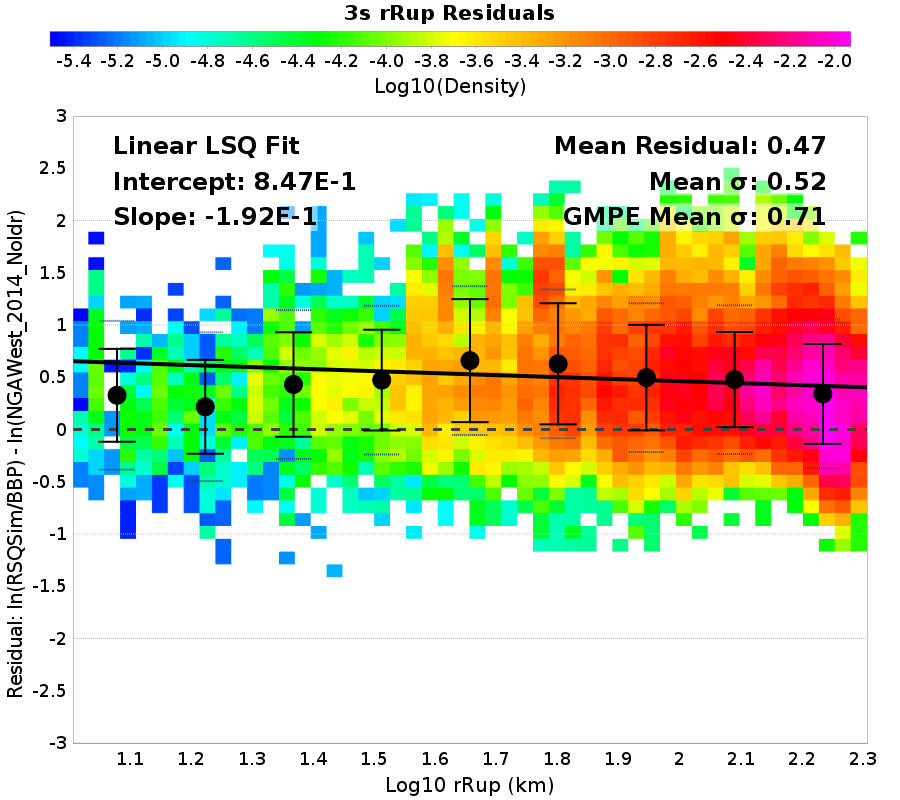 3s rRup Residuals
-5.4 -5.2 -5.0 -4.8 -4.6 -4.4 -4.2 -4.0 -3.8 -3.6 -3.4 -3.2 -3.0 -2.8 -2.6 -2.4 -2.2 -2.0
Log10(Density)
Linear LSQ Fit
Intercept: 8.47E-1
Slope: -1.92E-1
Mean Residual: 0.47
Mean σ: 0.52
GMPE Mean σ: 0.71
Residual: ln(RSQSim/BBP) - ln(NGAWest_2014_NoIdr)
3
2.5
2
1.5
1
0.5
0
-0.5
-1
-1.5
-2
-2.5
-3
1.1 1.2 1.3 1.4 1.5 1.6 1.7 1.8 1.9 2 2.1 2.2 2.3
Log10 rRup (km)